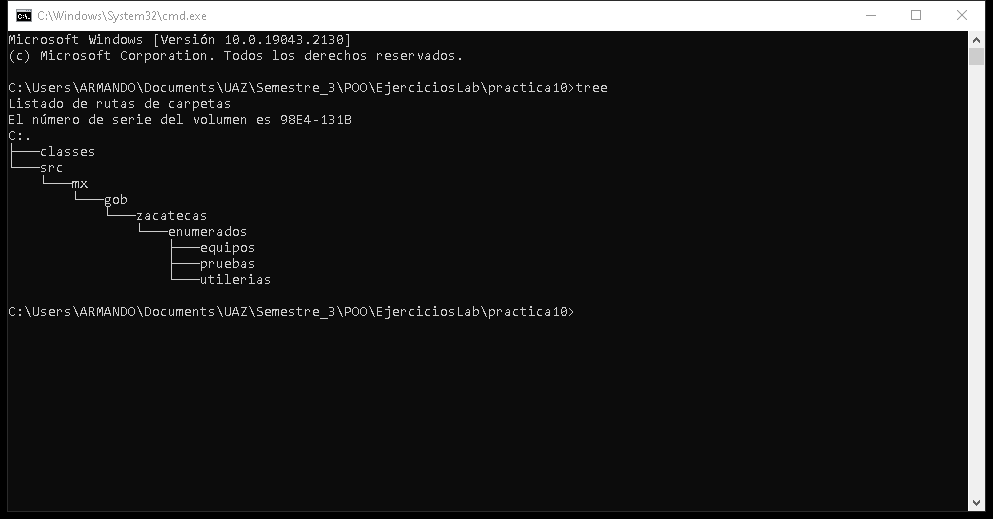 C:\Windows\System32\cmd.exe
Microsoft Windows [Versión 10.0.19043.2130]
(c) Microsoft Corporation. Todos los derechos reservados.
C:\Users\ARMANDO\Documents\UAZ\Semestre_3\POO\EjerciciosLab\practica10>tree
Listado de rutas de carpetas
El número de serie del volumen es 98E4-131B
C:.
├───classes
└───src
    └───mx
        └───gob
            └───zacatecas
                └───enumerados
                    ├───equipos
                    ├───pruebas
                    └───utilerias
C:\Users\ARMANDO\Documents\UAZ\Semestre_3\POO\EjerciciosLab\practica10>